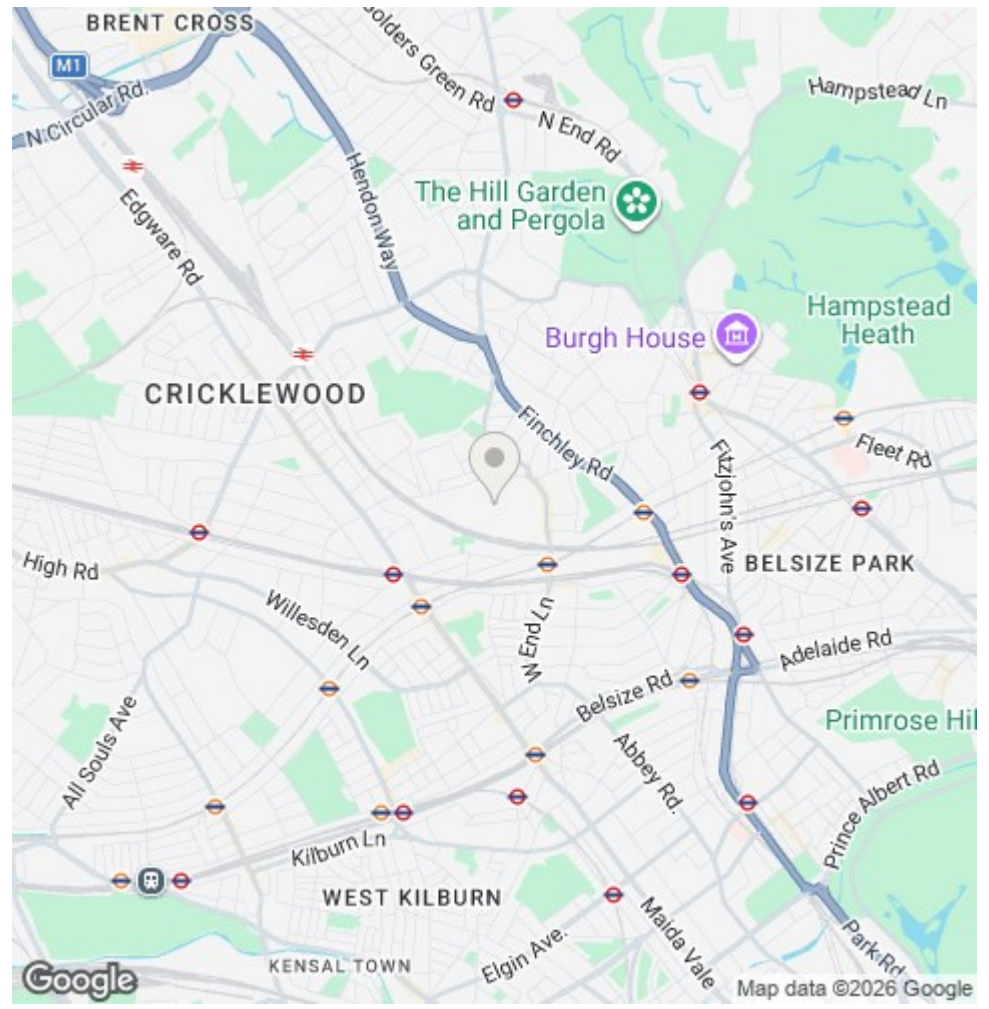 BRENT CROSS
olders Green Rd
M1
Hampstead Ln
N Circular Rd.
N End Rd
Hendon Way
The Hill Garden
and Pergola
Edgware Rd
Hampstead
Heath
Burgh House
CRICKLEWOOD
Finchley Rd
Fleet Rd
Fitzjohn's Ave
High Rd
BELSIZE PARK
Willesden Ln
W End Ln
Adelaide Rd
Belsize Rd
All Souls Ave
Primrose Hil
Abbey Rd.
Prince Albert Rd
Kilburn Ln
WEST KILBURN
Maida Vale
Park Rd
Elgin Ave.
KENSAL TOWN
Google
Map data ©2026 Google